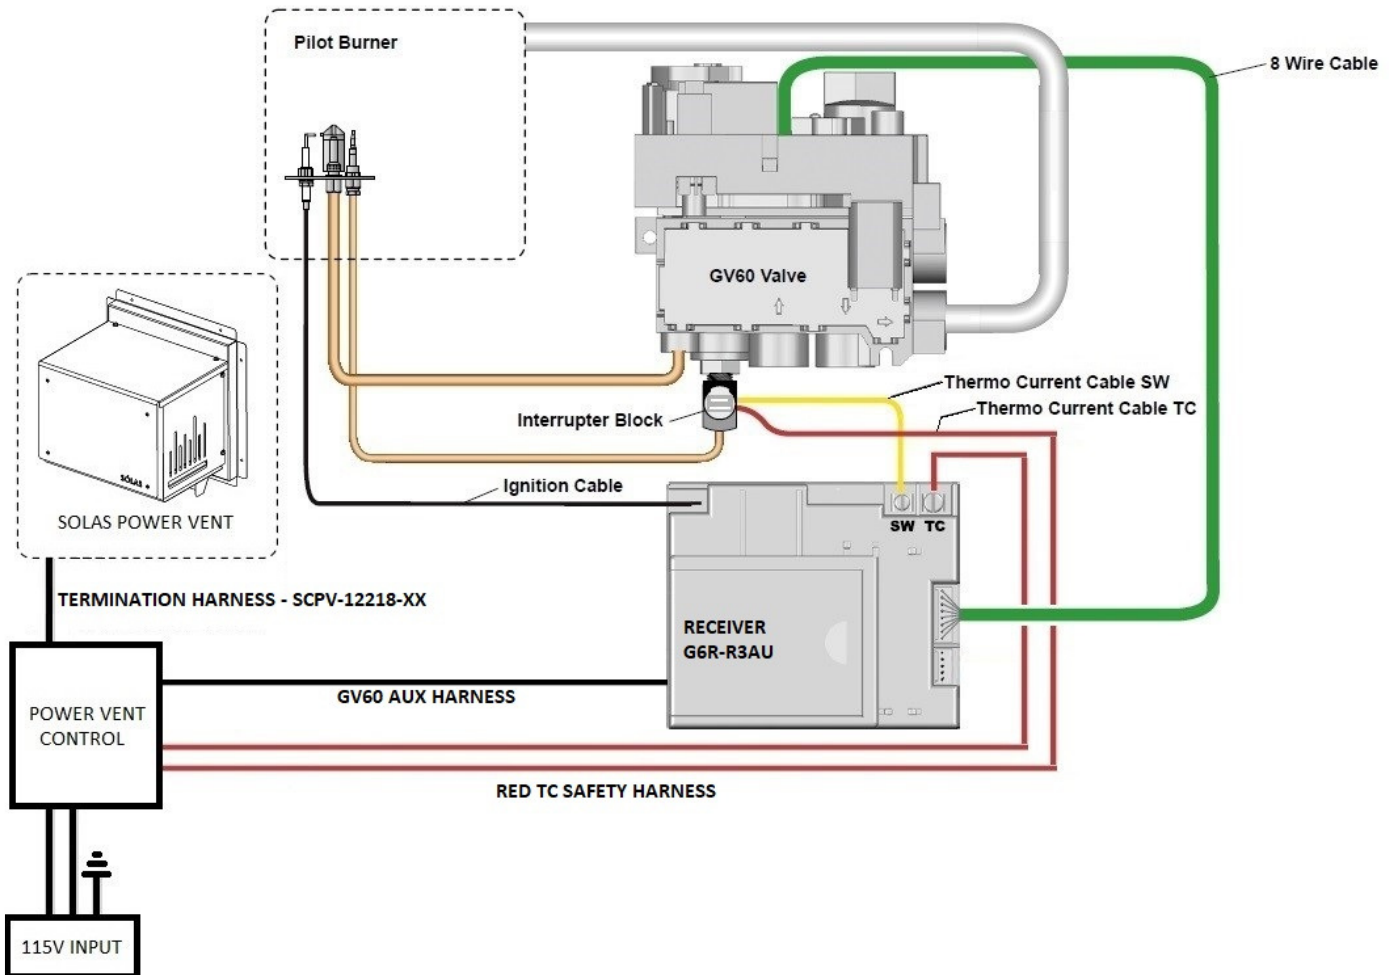 Pilot Burner
8 Wire Cable
GV60 Valve
Thermo Current Cable SW
Thermo Current Cable TC
Interrupter Block
Ignition Cable
SOLAS
SOLAS POWER VENT
SW TC
TERMINATION HARNESS - SCPV-12218-XX
RECEIVER
G6R-R3AU
GV60 AUX HARNESS
POWER VENT
CONTROL
RED TC SAFETY HARNESS
115V INPUT